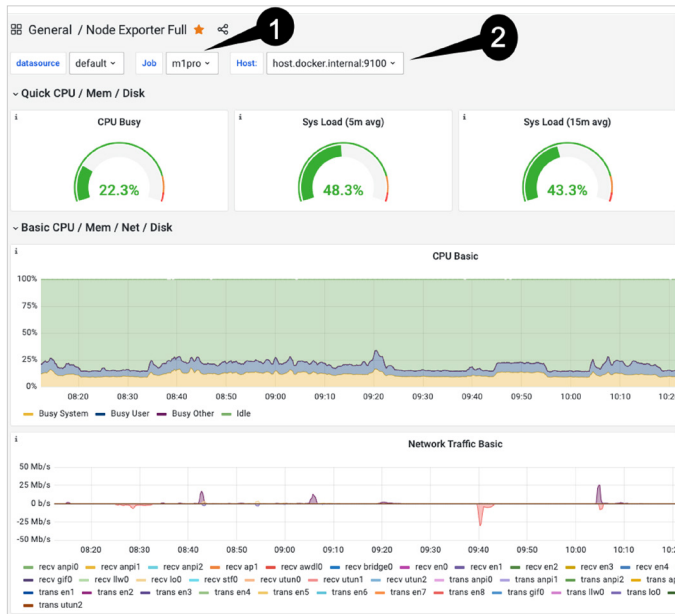 General / Node Exporter Full
1
2
datasource default Job m1pro Host: host.docker.internal:9100
Quick CPU / Mem / Disk
i CPU Busy i Sys Load (5m avg) i Sys Load (15m avg)
22.3% 48.3% 43.3%
Basic CPU / Mem / Net / Disk
i CPU Basic
100%
75%
50%
25%
0%
08:20 08:30 08:40 08:50 09:00 09:10 09:20 09:30 09:40 09:50 10:00 10:10 10:20
Busy System Busy User Busy Other Idle
i Network Traffic Basic
50 Mb/s
25 Mb/s
0 b/s
-25 Mb/s
-50 Mb/s
08:20 08:30 08:40 08:50 09:00 09:10 09:20 09:30 09:40 09:50 10:00 10:10
recv anpi0 recv anpi1 recv anpi2 recv ap1 recv awdl0 recv bridge0 recv en0 recv en1 recv en2 recv en3 recv en4
recv gif0 recv llw0 recv lo0 recv stf0 recv utun0 recv utun1 recv utun2 trans anpi0 trans anpi1 trans anpi2 trans ap
trans en1 trans en2 trans en3 trans en4 trans en5 trans en6 trans en7 trans en8 trans gif0 trans llw0 trans lo0
trans utun2